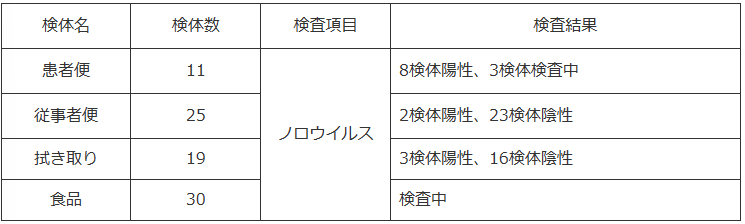 検体名 検体数 検査項目 検査結果
患者便 11 8検体陽性、3検体検査中
従事者便 25 2検体陽性、23検体陰性
ノロウイルス
拭き取り 19 3検体陽性、16検体陰性
食品 30 検査中